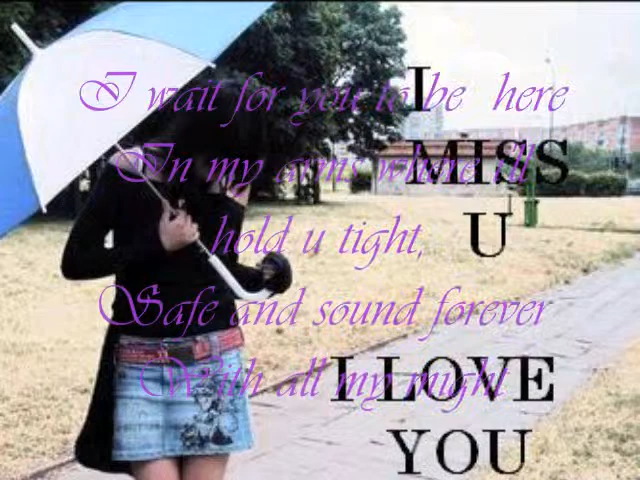 I wait for you to be here
In my arms where i'll
hold u tight,
Safe and sound forever
With all my might
I
MISS
U
I LOVE
YOU